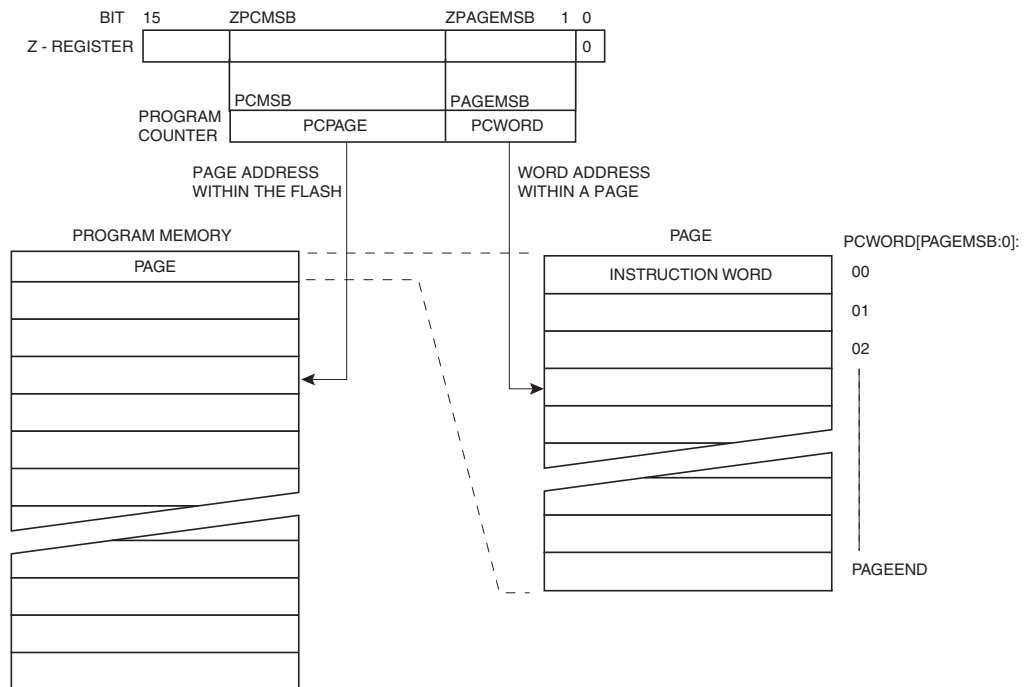 BIT 15 ZPCMSB ZPAGEMSB 1 0
Z - REGISTER 0
PCMSB PAGEMSB
PROGRAM
COUNTER
PCPAGE PCWORD
PAGE ADDRESS
WITHIN THE FLASH
WORD ADDRESS
WITHIN A PAGE
PROGRAM MEMORY
PAGE
PAGE
INSTRUCTION WORD
PCWORD[PAGEMSB:0]:
00
01
02
PAGEEND